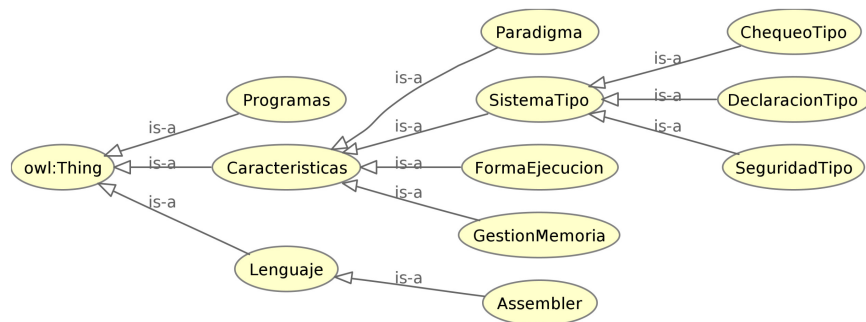 Paradigma
ChequeoTipo
is-a
is-a
Programas
SistemaTipo
is-a
DeclaracionTipo
is-a
is-a
is-a
owl:Thing
is-a
Caracteristicas
is-a
FormaEjecucion
SeguridadTipo
is-a
is-a
GestionMemoria
Lenguaje
is-a
Assembler